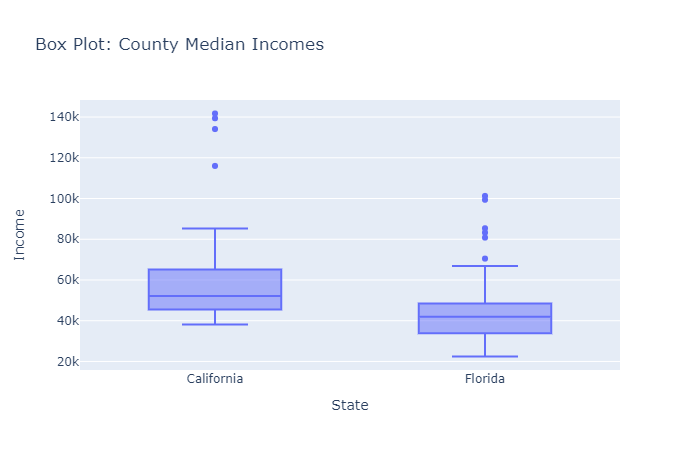 Box Plot: County Median Incomes
140k
120k
100k
80k
60k
40k
20k
Income
California
Florida
State